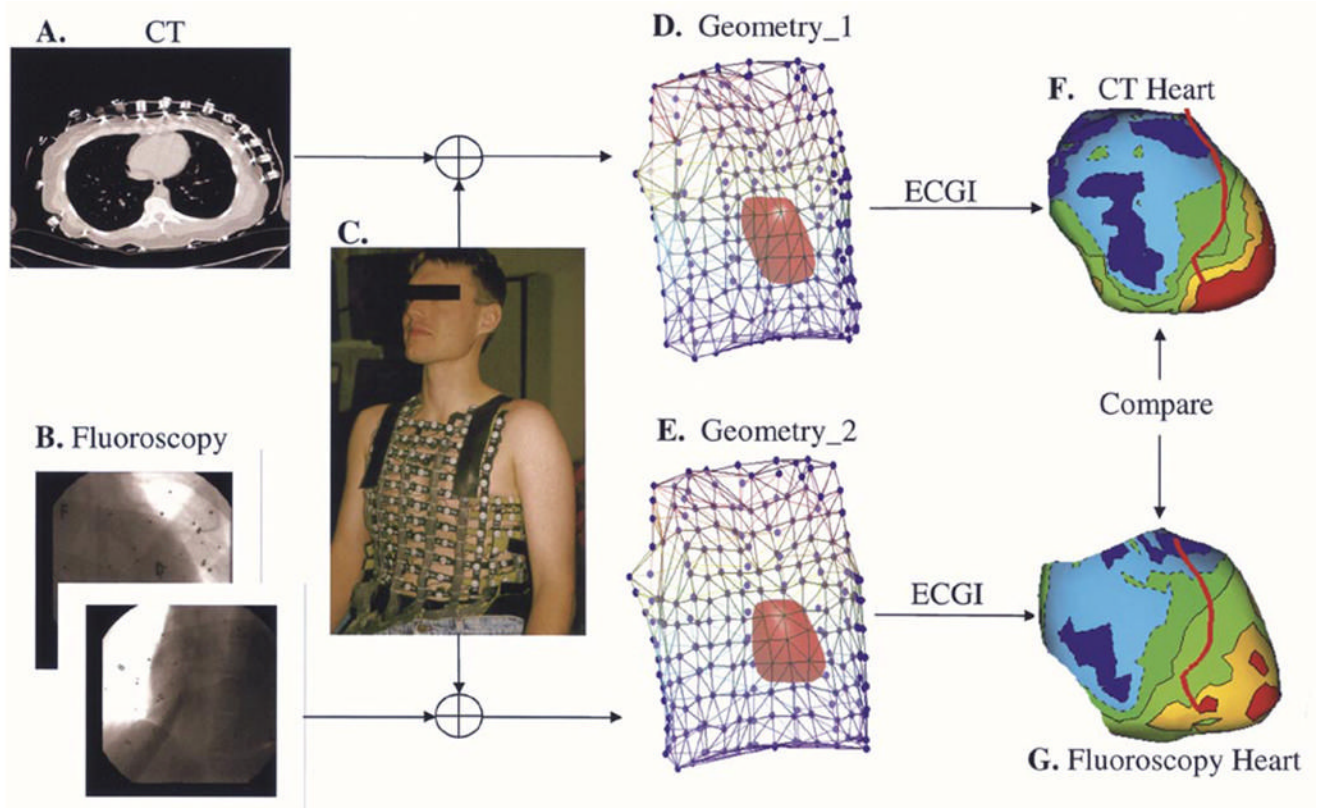 A. CT
D. Geometry_1
F. CT Heart
ECGI
C.
Compare
B. Fluoroscopy
E. Geometry_2
F
ECGI
G. Fluoroscopy Heart